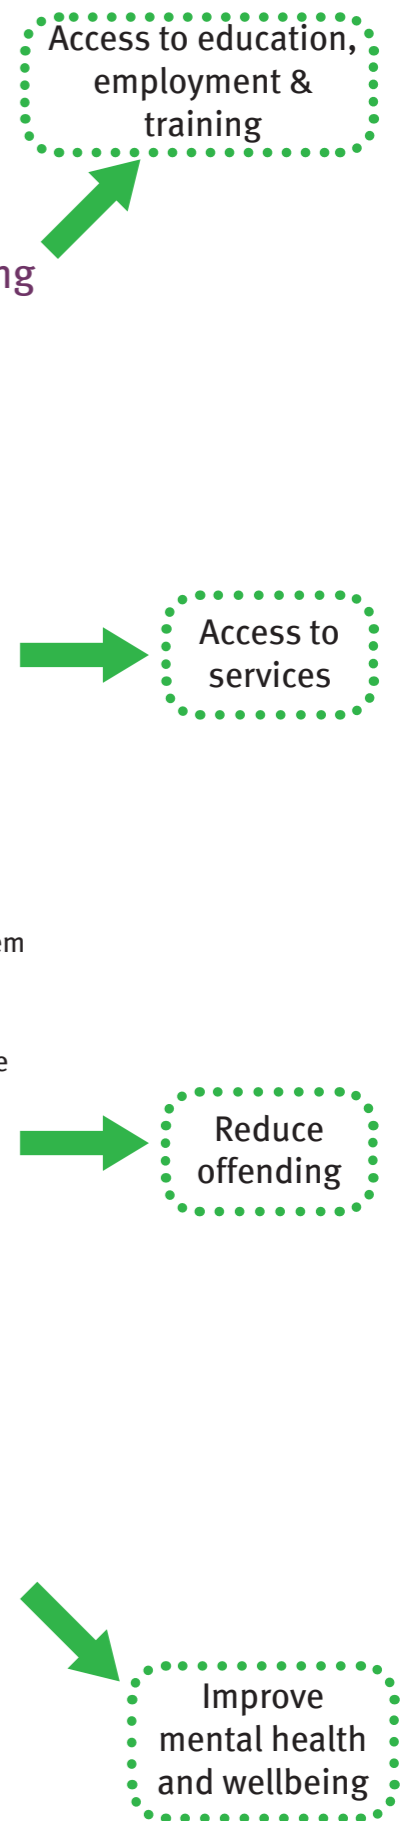 Access to education,
employment &
training
ng
Access to
services
em
e
Reduce
offending
Improve
mental health
and wellbeing